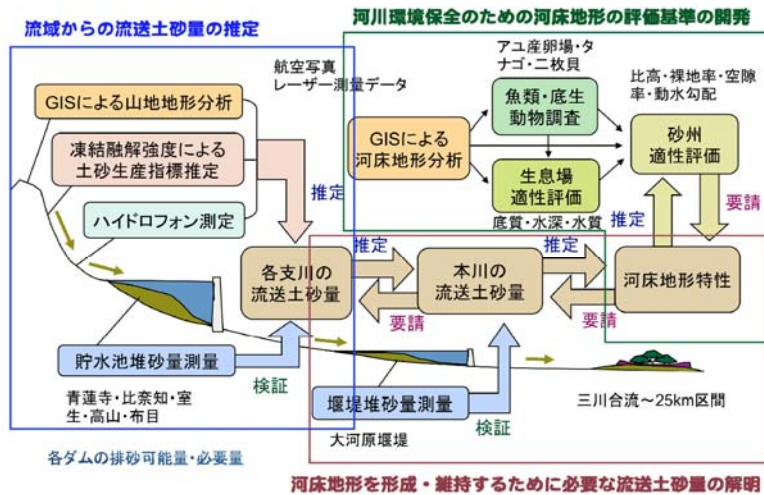 流域からの流送土砂量の推定
河川環境保全のための河床地形の評価基準の開発
航空写真
レーザー測量データ
アユ産卵場・タ
ナゴ・二枚貝
比高・裸地率・空隙
率・動水勾配
GISによる山地地形分析
凍結融解強度による
土砂生産指標推定
ハイドロフォン測定
推定
GISによる
河床地形分析
魚類・底生
動物調査
生息場
適性評価
底質・水深・水質
砂州
適性評価
推定
要請
各支川の
流送土砂量
推定
要請
本川の
流送土砂量
推定
要請
河床地形特性
貯水池堆砂量測量
検証
青蓮寺・比奈知・室
生・高山・布目
堰堤堆砂量測量
検証
大河原堰堤
三川合流～25km区間
各ダムの排砂可能量・必要量
河床地形を形成・維持するために必要な流送土砂量の解明